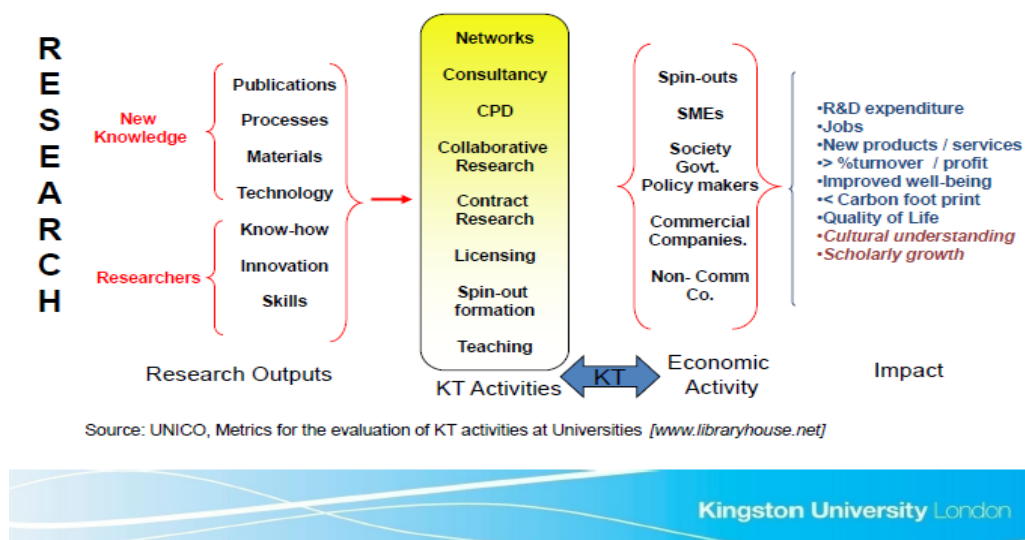 RESEARCH
New
Knowledge
Researchers
Publications
Processes
Materials
Technology
Know-how
Innovation
Skills
Research Outputs
Networks
Consultancy
CPD
Collaborative
Research
Contract
Research
Licensing
Spin-out
formation
Teaching
KT Activities
KT
Spin-outs
SMEs
Society
Govt.
Policy makers
Commercial
Companies.
Non- Comm
Co.
Economic
Activity
•R&D expenditure
•Jobs
•New products / services
•> %turnover / profit
•Improved well-being
•< Carbon foot print
•Quality of Life
•Cultural understanding
•Scholarly growth
Impact
Source: UNICO, Metrics for the evaluation of KT activities at Universities [www.libraryhouse.net]
Kingston University London